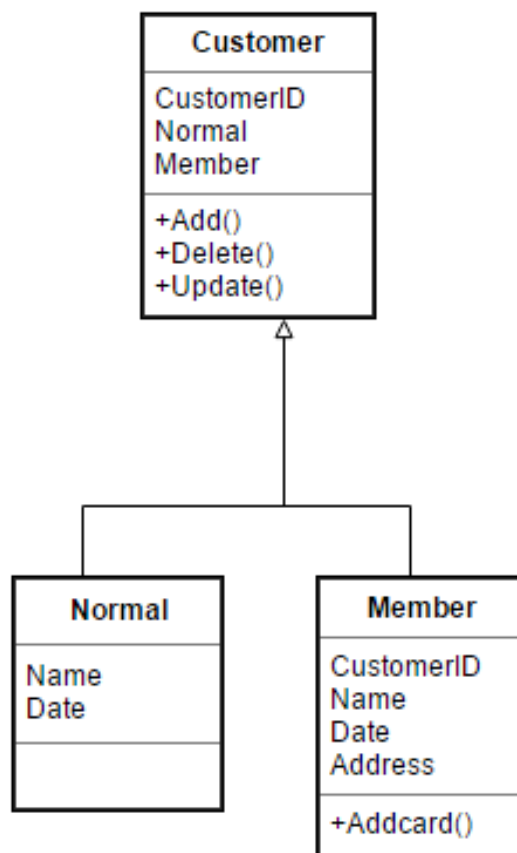 Customer
CustomerID
Normal
Member
+Add()
+Delete()
+Update()
Normal
Name
Date
Member
CustomerID
Name
Date
Address
+Addcard()